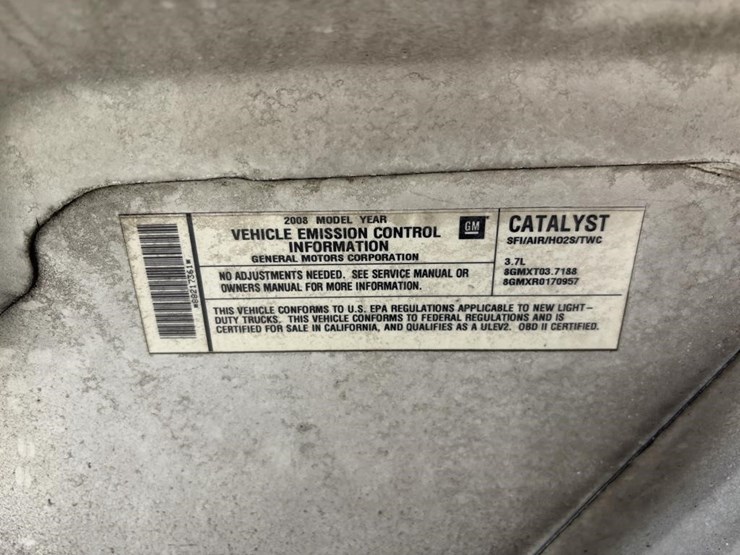 2008 MODEL YEAR
VEHICLE EMISSION CONTROL
INFORMATION
GENERAL MOTORS CORPORATION
GM
NO ADJUSTMENTS NEEDED. SEE SERVICE MANUAL OR
OWNERS MANUAL FOR MORE INFORMATION.
CATALYST
SFI/AIR/HO2S/TWC
3.7L
8GMXT03.7188
8GMXR0170957
THIS VEHICLE CONFORMS TO U.S. EPA REGULATIONS APPLICABLE TO NEW LIGHT-
DUTY TRUCKS. THIS VEHICLE CONFORMS TO FEDERAL REGULATIONS AND IS
CERTIFIED FOR SALE IN CALIFORNIA, AND QUALIFIES AS A ULEV2. OBD II CERTIFIED.